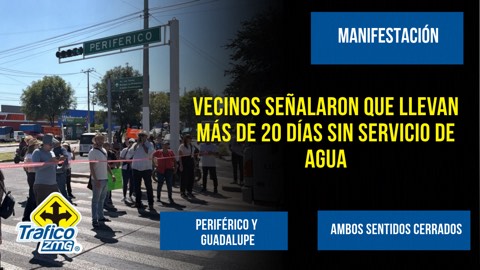 MANIFESTACIÓN
PERIFERICO
VECINOS SEÑALARON QUE LLEVAN
MÁS DE 20 DÍAS SIN SERVICIO DE
AGUA
PERIFÉRICO Y
GUADALUPE
AMBOS SENTIDOS CERRADOS
Trafico
ZMG